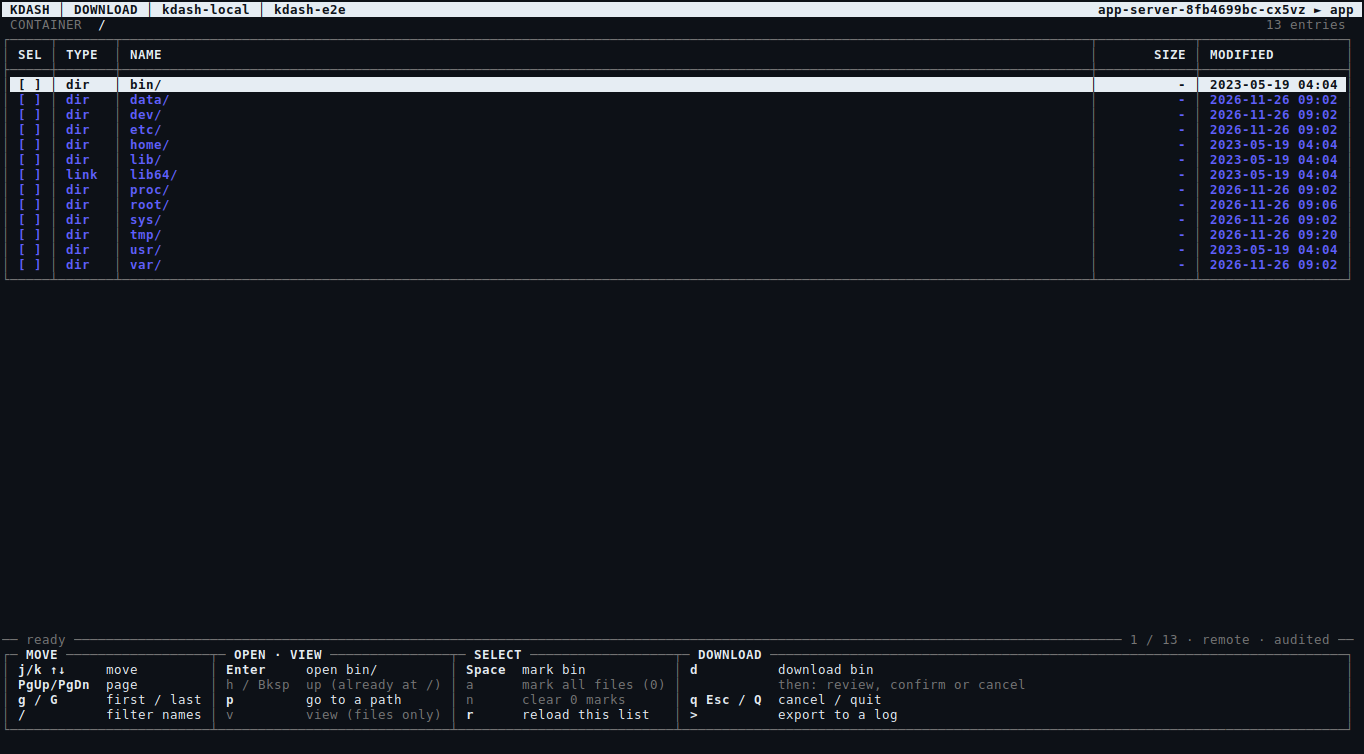 KDASH │ DOWNLOAD │ kdash-local │ kdash-e2e app-server-8fb4699bc-cx5vz ► app
CONTAINER / 13 entries
SEL │ TYPE │ NAME │ SIZE │ MODIFIED
[ ] │ dir │ bin/ │ - │ 2023-05-19 04:04
[ ] │ dir │ data/ │ - │ 2026-11-26 09:02
[ ] │ dir │ dev/ │ - │ 2026-11-26 09:02
[ ] │ dir │ etc/ │ - │ 2026-11-26 09:02
[ ] │ dir │ home/ │ - │ 2023-05-19 04:04
[ ] │ dir │ lib/ │ - │ 2023-05-19 04:04
[ ] │ link │ lib64/ │ - │ 2023-05-19 04:04
[ ] │ dir │ proc/ │ - │ 2026-11-26 09:02
[ ] │ dir │ root/ │ - │ 2026-11-26 09:06
[ ] │ dir │ sys/ │ - │ 2026-11-26 09:02
[ ] │ dir │ tmp/ │ - │ 2026-11-26 09:20
[ ] │ dir │ usr/ │ - │ 2023-05-19 04:04
[ ] │ dir │ var/ │ - │ 2026-11-26 09:02
ready 1 / 13 · remote · audited
MOVE OPEN · VIEW SELECT DOWNLOAD
j/k ↑↓ move │ Enter open bin/ │ Space mark bin │ d download bin
PgUp/PgDn page │ h / Bksp up (already at /) │ a mark all files (0) │ then: review, confirm or cancel
g / G first / last │ p go to a path │ n clear 0 marks │ q Esc / Q cancel / quit
/ filter names │ v view (files only) │ r reload this list │ > export to a log